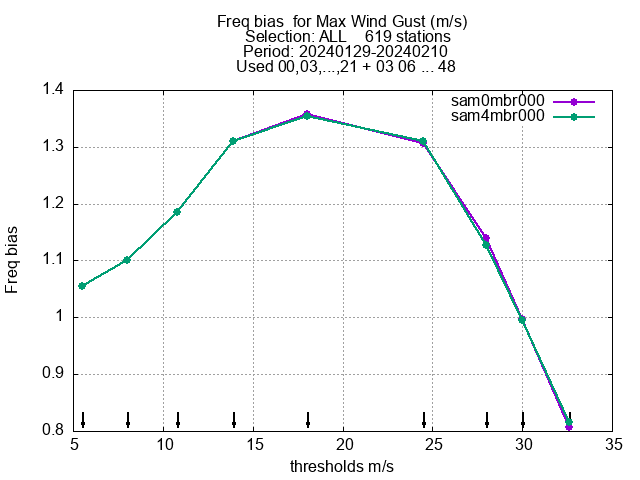 Freq bias  for Max Wind Gust (m/s)
Selection: ALL    619 stations
Period: 20240129-20240210
Used 00,03,...,21 + 03 06 ... 48
sam0mbr000
sam4mbr000
1.4
1.3
1.2
1.1
1
0.9
0.8
Freq bias
5 10 15 20 25 30 35
thresholds m/s